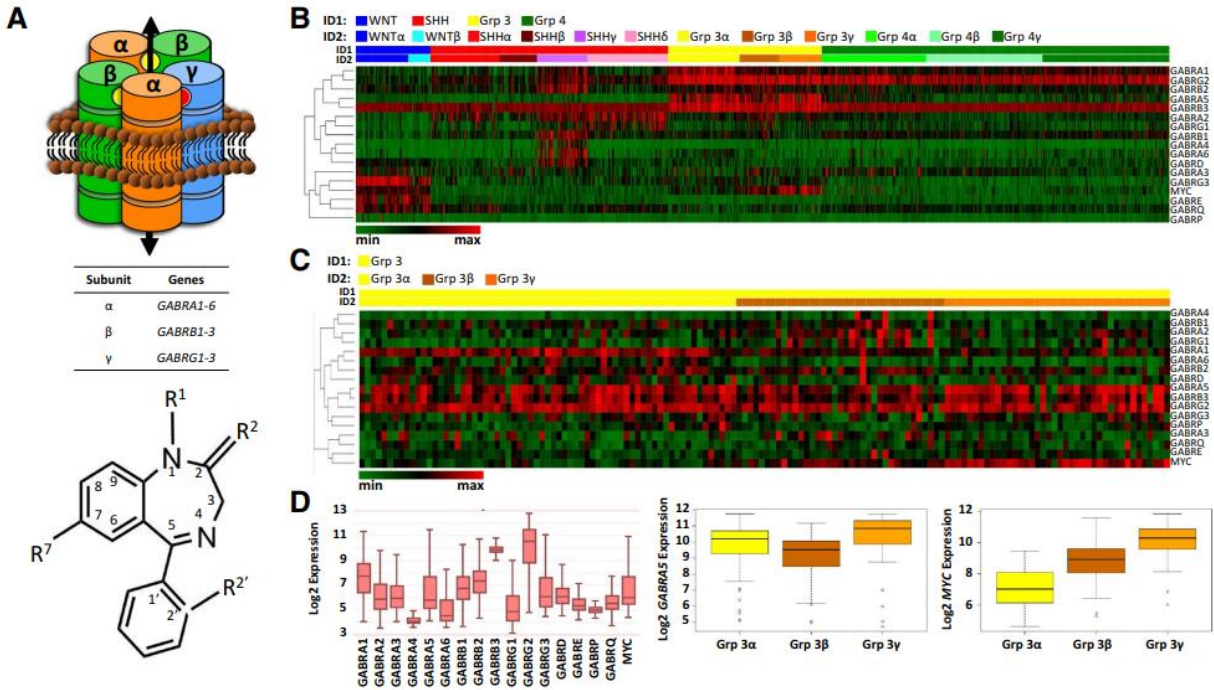 A
α
β
β
α
γ
Subunit Genes
α GABRA1-6
β GABRB1-3
γ GABRG1-3
R1
R2
N
1
2
3
4
N
5
6
7
8
9
R7
1'
2'
R2'
B
ID1: WNT SHH Grp 3 Grp 4
ID2: WNTα WNTβ SHHα SHHβ SHHγ SHHδ Grp 3α Grp 3β Grp 3γ Grp 4α Grp 4β Grp 4γ
ID1
ID2
GABRA1
GABRG2
GABRB2
GABRA5
GABRB3
GABRA2
GABRG1
GABRB1
GABRA4
GABRA6
GABRD
GABRA3
GABRG3
MYC
GABRE
GABRQ
GABRP
min max
C
ID1: Grp 3
ID2: Grp 3α Grp 3β Grp 3γ
ID1
ID2
GABRA4
GABRB1
GABRA2
GABRG1
GABRA1
GABRA6
GABRB2
GABRD
GABRA5
GABRB3
GABRG2
GABRG3
GABRP
GABRA3
GABRQ
GABRE
MYC
min max
D
Log2 Expression
13
11
9
7
5
3
GABRA1
GABRA2
GABRA3
GABRA4
GABRA5
GABRA6
GABRB1
GABRB2
GABRB3
GABRG1
GABRG2
GABRG3
GABRD
GABRE
GABRP
GABRQ
MYC
Log2 GABRA5 Expression
12
11
10
9
8
7
6
5
Grp 3α Grp 3β Grp 3γ
Log2 MYC Expression
12
11
10
9
8
7
6
Grp 3α Grp 3β Grp 3γ